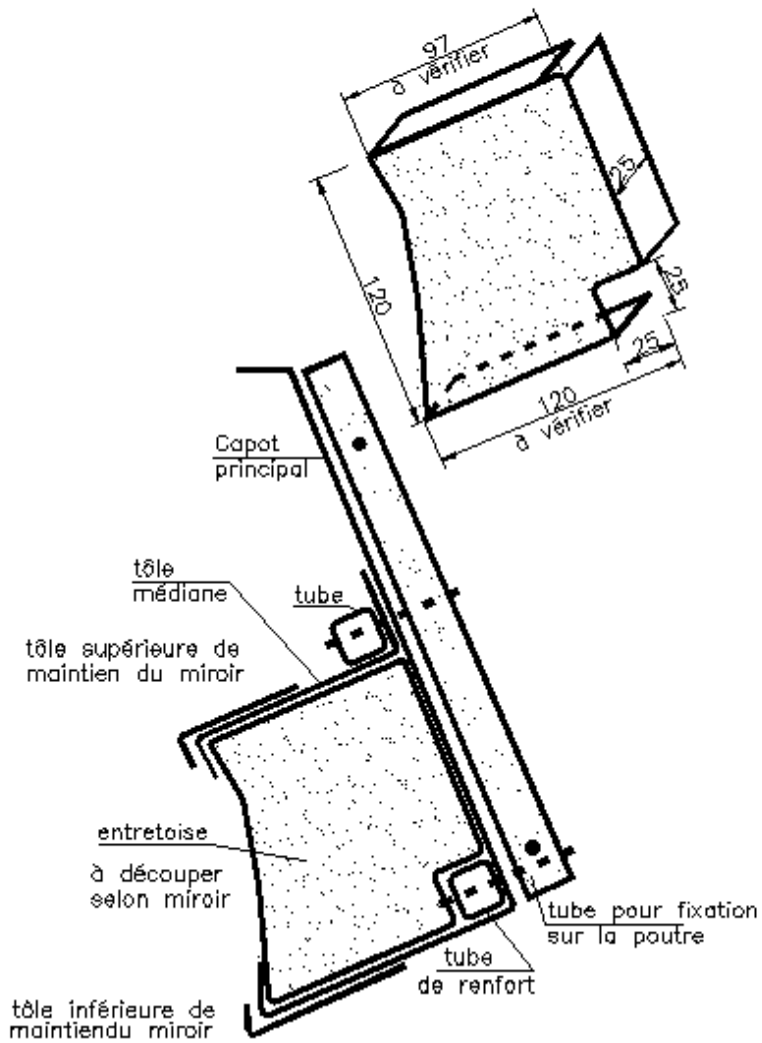 97
à vérifier
25
120
25
25
120
à vérifier
Capot
principal
tôle
médiane
tube
tôle supérieure de
maintien du miroir
entretoise
à découper
selon miroir
tube pour fixation
sur la poutre
tube
de renfort
tôle inférieure de
maintiendu miroir